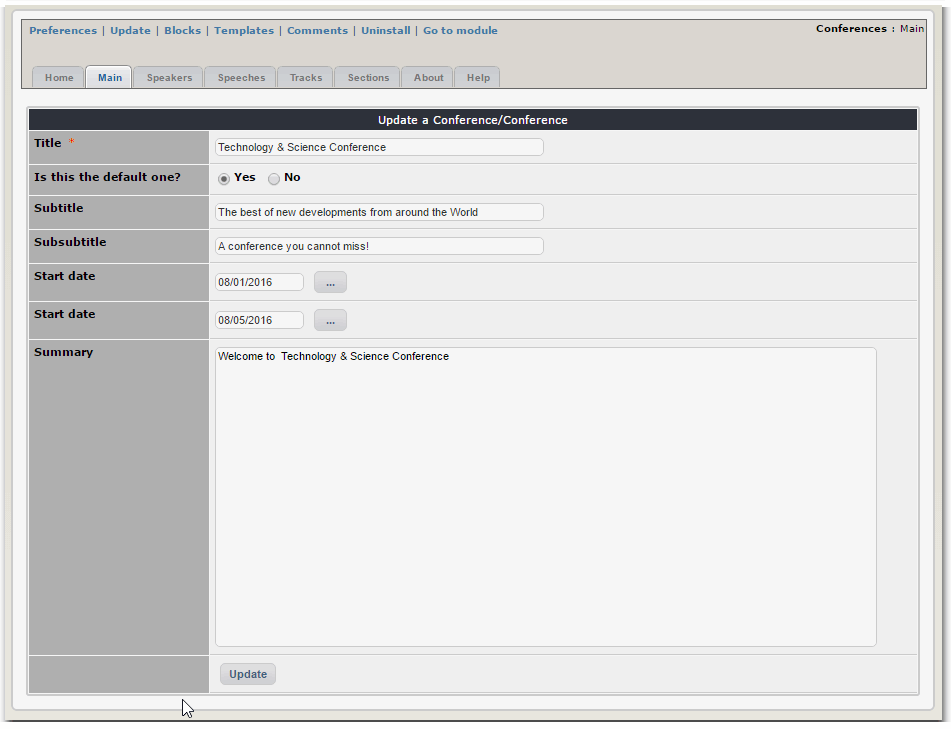 Preferences | Update | Blocks | Templates | Comments | Uninstall | Go to module
Conferences : Main
Home Main Speakers Speeches Tracks Sections About Help
Update a Conference/Conference
Title * Technology & Science Conference
Is this the default one? Yes No
Subtitle The best of new developments from around the World
Subsubtitle A conference you cannot miss!
Start date 08/01/2016 ...
Start date 08/05/2016 ...
Summary Welcome to  Technology & Science Conference
Update